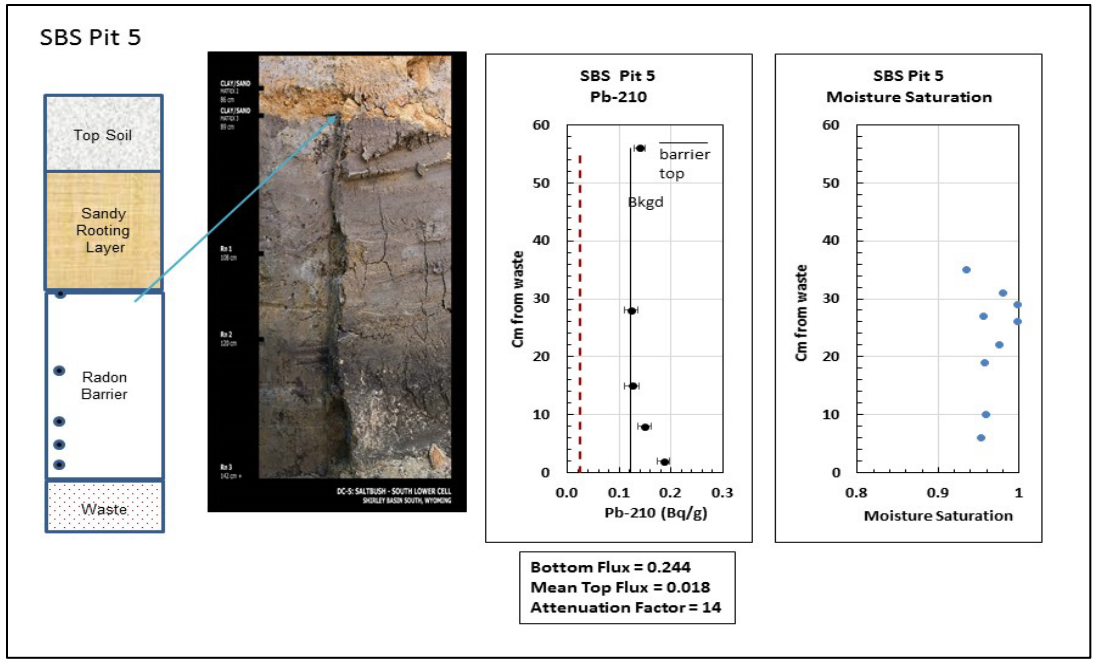 SBS Pit 5
Top Soil
Sandy
Rooting
Layer
Radon
Barrier
Waste
CLAY/SAND
MATRIX 2
86 cm
CLAY/SAND
MATRIX 3
89 cm
Rn 1
108 cm
Rn 2
120 cm
Rn 3
142 cm +
DC-5: SALTBUSH - SOUTH LOWER CELL
SHIRLEY BASIN SOUTH, WYOMING
SBS Pit 5
Pb-210
60
50
40
30
20
10
0
Cm from waste
barrier
top
Bkgd
0.0 0.1 0.2 0.3
Pb-210 (Bq/g)
SBS Pit 5
Moisture Saturation
60
50
40
30
20
10
0
Cm from waste
0.8 0.9 1
Moisture Saturation
Bottom Flux = 0.244
Mean Top Flux = 0.018
Attenuation Factor = 14